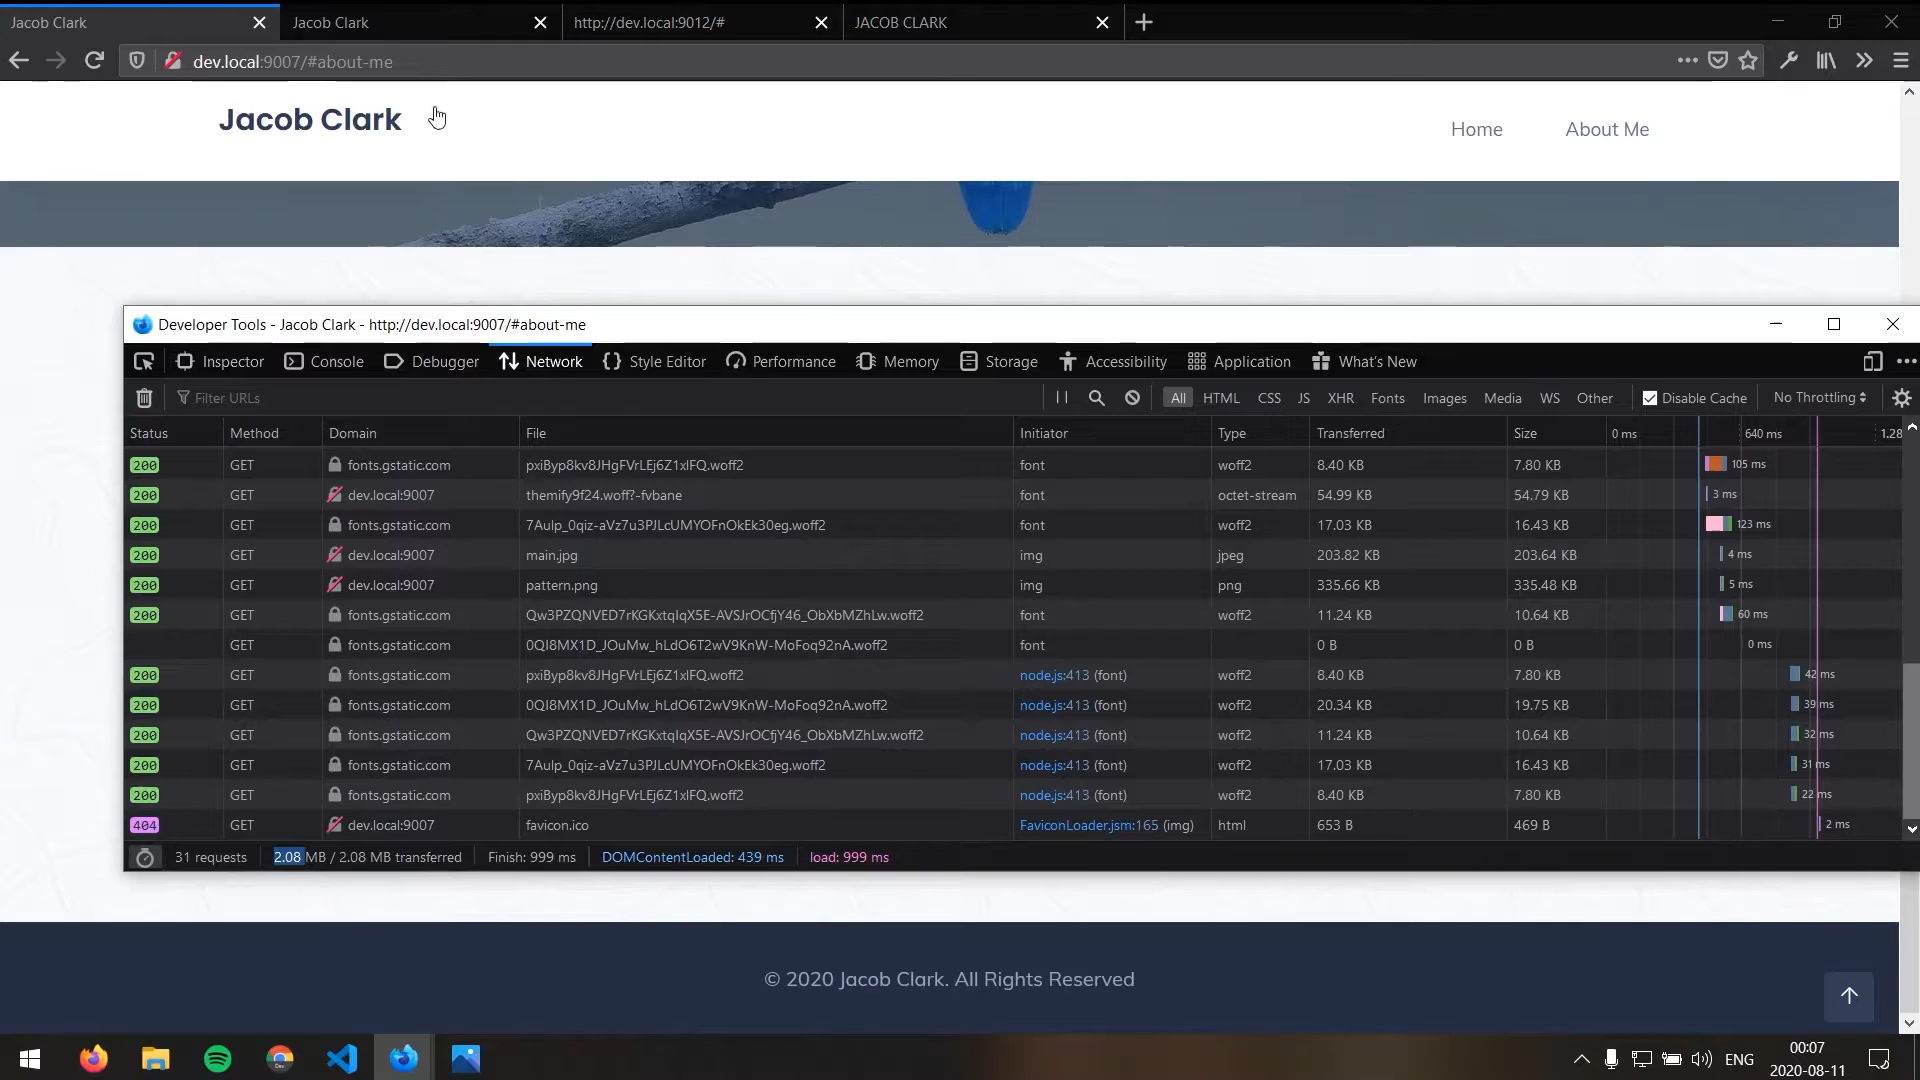 Jacob Clark
Jacob Clark
http://dev.local:9012/#
JACOB CLARK
dev.local:9007/#about-me
Jacob Clark
Home
About Me
Developer Tools - Jacob Clark - http://dev.local:9007/#about-me
Inspector
Console
Debugger
Network
Style Editor
Performance
Memory
Storage
Accessibility
Application
What's New
Filter URLs
All
HTML
CSS
JS
XHR
Fonts
Images
Media
WS
Other
Disable Cache
No Throttling
Status Method Domain File Initiator Type Transferred Size 0 ms 640 ms 1.28
200 GET fonts.gstatic.com pxiByp8kv8JHgFVrLEj6Z1xlFQ.woff2 font woff2 8.40 KB 7.80 KB 105 ms
200 GET dev.local:9007 themify9f24.woff?-fvbane font octet-stream 54.99 KB 54.79 KB 3 ms
200 GET fonts.gstatic.com 7Aulp_0qiz-aVz7u3PJLcUMYOFnOkEk30eg.woff2 font woff2 17.03 KB 16.43 KB 123 ms
200 GET dev.local:9007 main.jpg img jpeg 203.82 KB 203.64 KB 4 ms
200 GET dev.local:9007 pattern.png img png 335.66 KB 335.48 KB 5 ms
200 GET fonts.gstatic.com Qw3PZQNVED7rKGKxtqIqX5E-AVSJrOCfjY46_ObXbMZhLw.woff2 font woff2 11.24 KB 10.64 KB 60 ms
GET fonts.gstatic.com 0QI8MX1D_JOuMw_hLdO6T2wV9KnW-MoFoq92nA.woff2 font 0 B 0 B 0 ms
200 GET fonts.gstatic.com pxiByp8kv8JHgFVrLEj6Z1xlFQ.woff2 node.js:413 (font) woff2 8.40 KB 7.80 KB 42 ms
200 GET fonts.gstatic.com 0QI8MX1D_JOuMw_hLdO6T2wV9KnW-MoFoq92nA.woff2 node.js:413 (font) woff2 20.34 KB 19.75 KB 39 ms
200 GET fonts.gstatic.com Qw3PZQNVED7rKGKxtqIqX5E-AVSJrOCfjY46_ObXbMZhLw.woff2 node.js:413 (font) woff2 11.24 KB 10.64 KB 32 ms
200 GET fonts.gstatic.com 7Aulp_0qiz-aVz7u3PJLcUMYOFnOkEk30eg.woff2 node.js:413 (font) woff2 17.03 KB 16.43 KB 31 ms
200 GET fonts.gstatic.com pxiByp8kv8JHgFVrLEj6Z1xlFQ.woff2 node.js:413 (font) woff2 8.40 KB 7.80 KB 22 ms
404 GET dev.local:9007 favicon.ico FaviconLoader.jsm:165 (img) html 653 B 469 B 2 ms
31 requests
2.08 MB / 2.08 MB transferred
Finish: 999 ms
DOMContentLoaded: 439 ms
load: 999 ms
© 2020 Jacob Clark. All Rights Reserved
Dev
ENG
00:07
2020-08-11